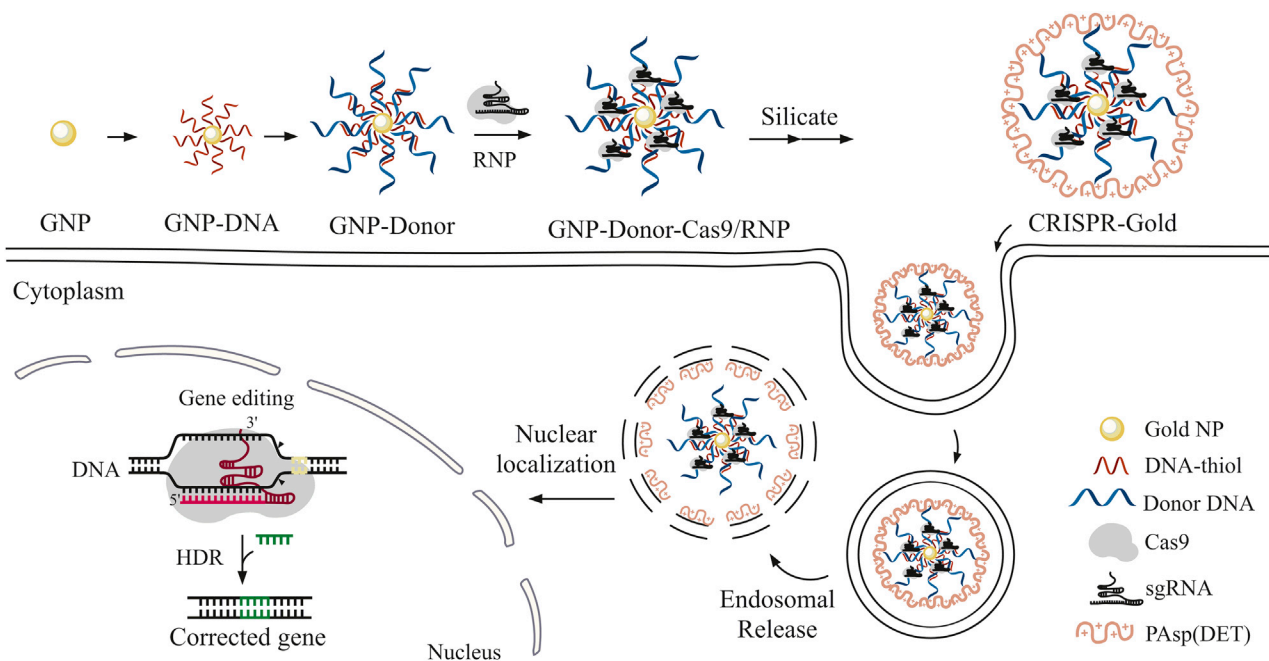 RNP
Silicate
GNP
GNP-DNA
GNP-Donor
GNP-Donor-Cas9/RNP
CRISPR-Gold
Cytoplasm
Gene editing
3'
DNA
5'
HDR
Corrected gene
Nucleus
Nuclear
localization
Endosomal
Release
Gold NP
DNA-thiol
Donor DNA
Cas9
sgRNA
PAsp(DET)